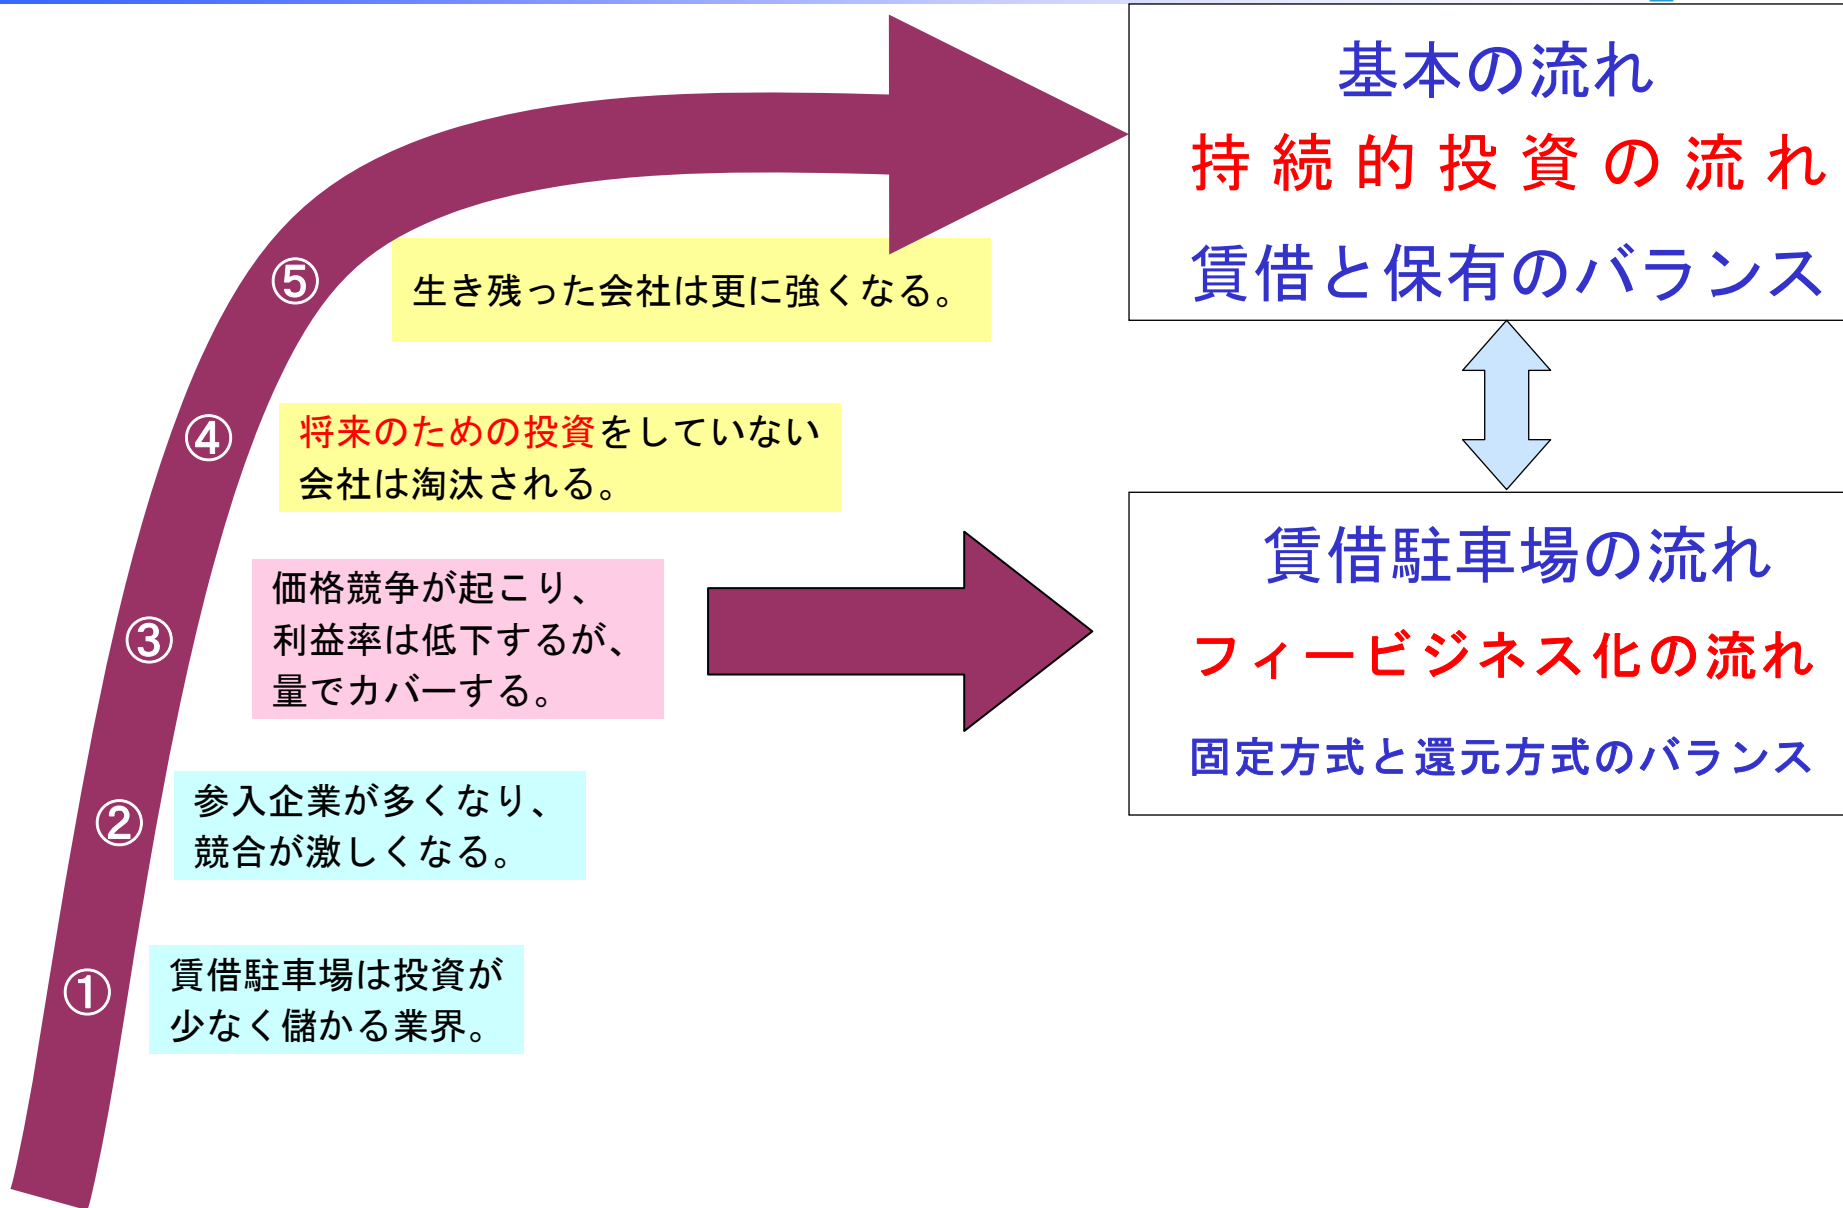 基本の流れ
持続的投資の流れ
賃借と保有のバランス
⑤
生き残った会社は更に強くなる。
④
将来のための投資をしていない
会社は淘汰される。
③
価格競争が起こり、
利益率は低下するが、
量でカバーする。
賃借駐車場の流れ
フィービジネス化の流れ
固定方式と還元方式のバランス
②
参入企業が多くなり、
競合が激しくなる。
①
賃借駐車場は投資が
少なく儲かる業界。